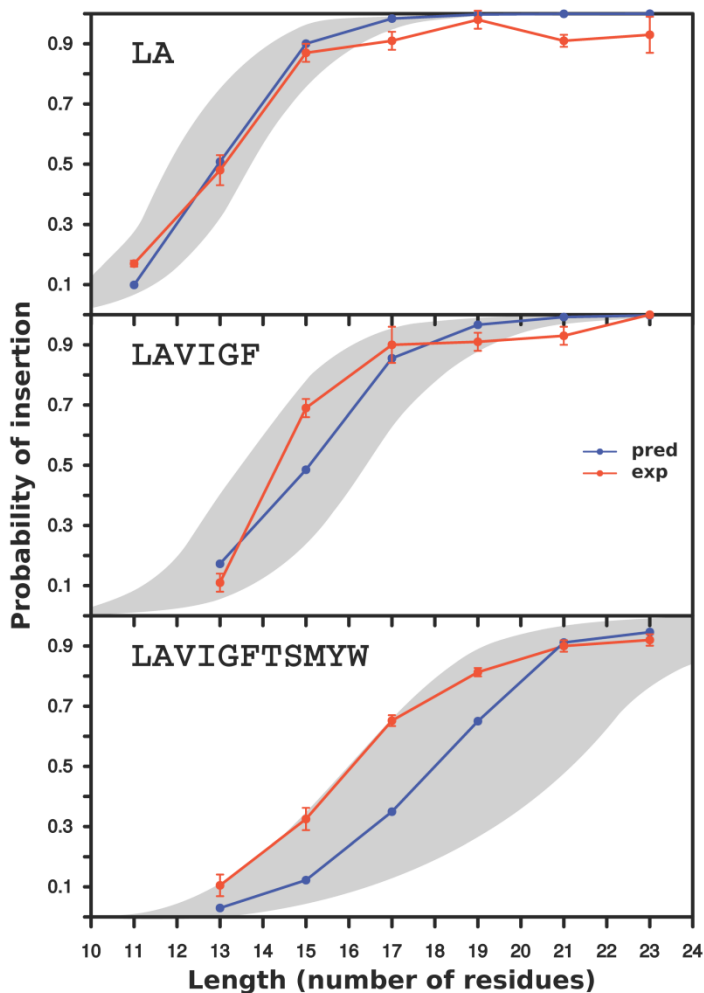 LA
0.9
0.7
0.5
0.3
0.1
LAVIGF
0.9
0.7
0.5
0.3
0.1
pred
exp
LAVIGFTSMYW
0.9
0.7
0.5
0.3
0.1
10 11 12 13 14 15 16 17 18 19 20 21 22 23 24
Length (number of residues)
Probability of insertion